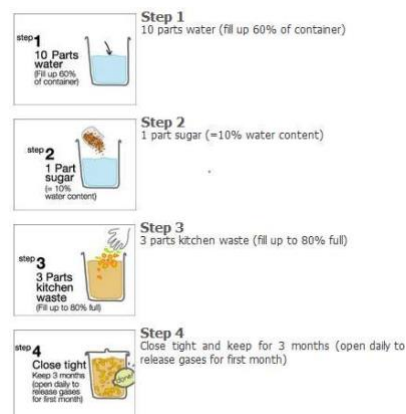 step1
10 Parts
water
(Fill up 60%
of container)
Step 1
10 parts water (fill up 60% of container)
step2
1 Part
sugar
(= 10%
water content)
Step 2
1 part sugar (=10% water content)
step3
3 Parts
kitchen
waste
(Fill up to 80% full)
Step 3
3 parts kitchen waste (fill up to 80% full)
step4
Close tight
Keep 3 months
(open daily to
release gases
for first month)
done!
Step 4
Close tight and keep for 3 months (open daily to
release gases for first month)